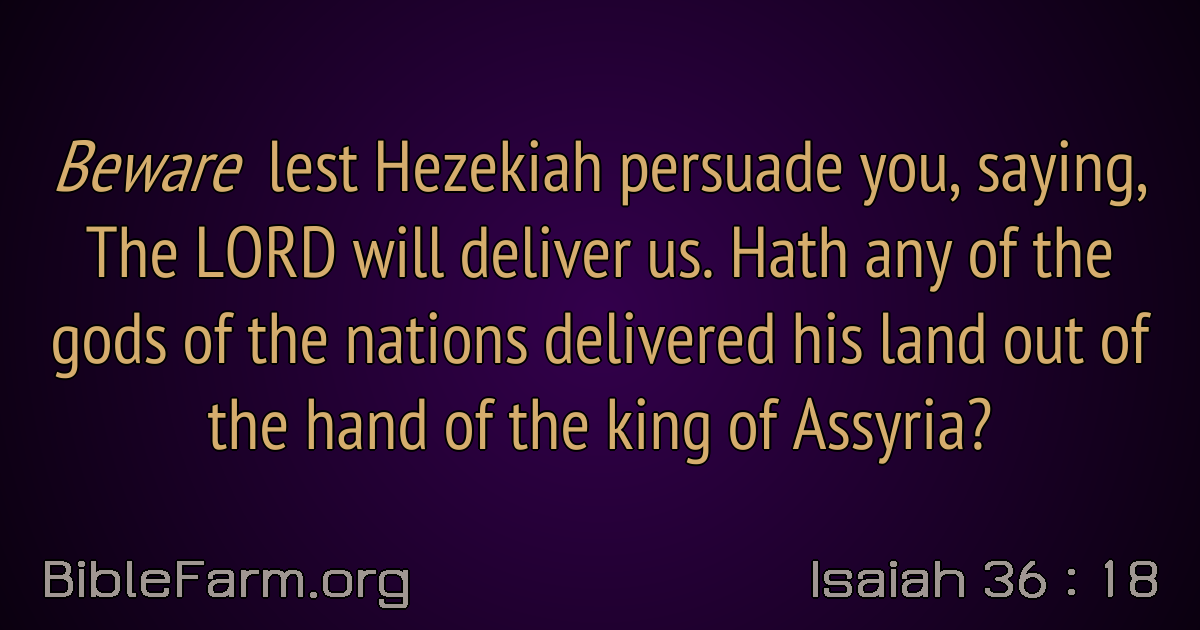 Beware lest Hezekiah persuade you, saying,
The LORD will deliver us. Hath any of the
gods of the nations delivered his land out of
the hand of the king of Assyria?
BibleFarm.org
Isaiah 36 : 18